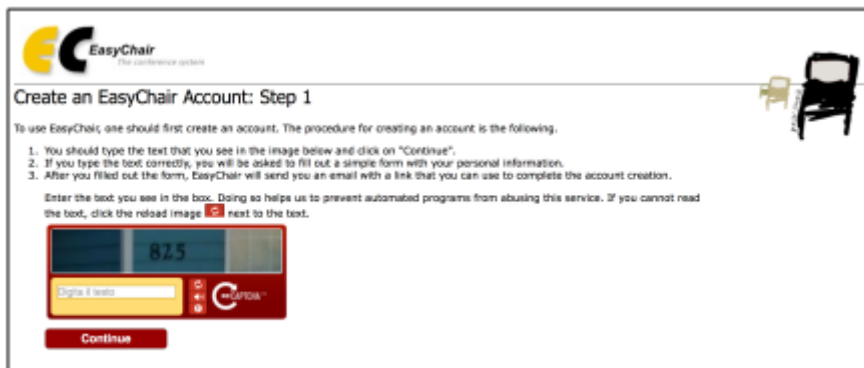 EasyChair
The conference system
Create an EasyChair Account: Step 1
To use EasyChair, one should first create an account. The procedure for creating an account is the following.
1. You should type the text that you see in the image below and click on "Continue".
2. If you type the text correctly, you will be asked to fill out a simple form with your personal information.
3. After you filled out the form, EasyChair will send you an email with a link that you can use to complete the account creation.
Enter the text you see in the box. Doing so helps us to prevent automated programs from abusing this service. If you cannot read
the text, click the reload image next to the text.
825
Digita il testo
reCAPTCHA™
Continue